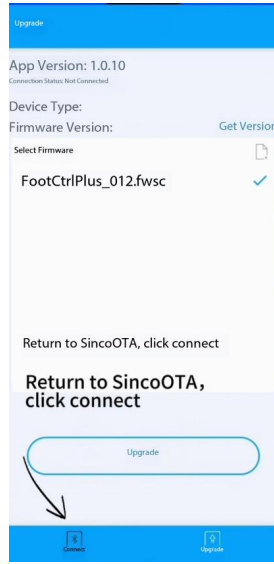 Upgrade
App Version: 1.0.10
Connection Status: Not Connected
Device Type:
Firmware Version: Get Version
Select Firmware
FootCtrlPlus_012.fwsc
Return to SincoOTA, click connect
Return to SincoOTA,
click connect
Upgrade
Connect Upgrade